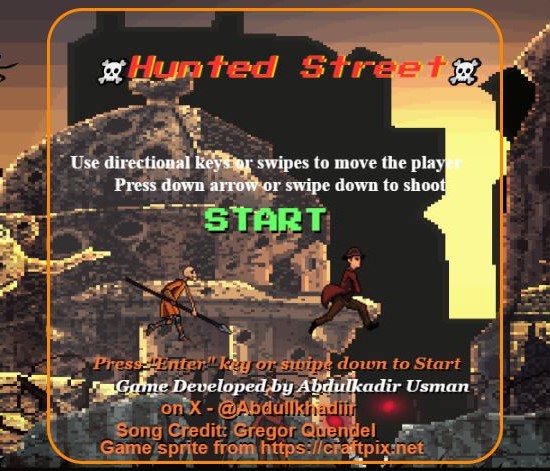 Hunted Street
Use directional keys or swipes to move the player
Press down arrow or swipe down to shoot
START
Press "Enter" key or swipe down to Start
Game Developed by Abdulkadir Usman
on X - @Abdullkhadiir
Song Credit: Gregor Quendel
Game sprite from https://craftpix.net